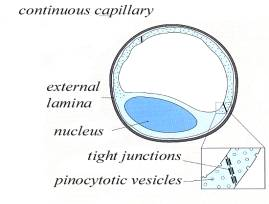 continuous capillary
external
lamina
nucleus
tight junctions
pinocytotic vesicles